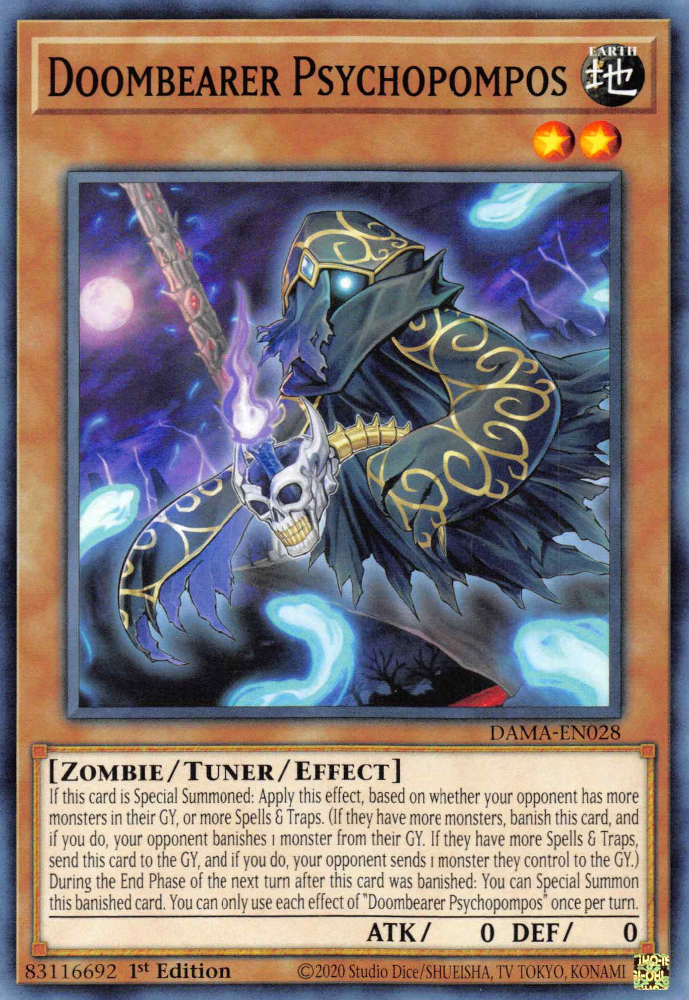 DOOMBEARER PSYCHOPOMPOS
EARTH
地
DAMA-EN028
[ZOMBIE/TUNER/EFFECT]
If this card is Special Summoned: Apply this effect, based on whether your opponent has more
monsters in their GY, or more Spells & Traps. (If they have more monsters, banish this card, and
if you do, your opponent banishes 1 monster from their GY. If they have more Spells & Traps,
send this card to the GY, and if you do, your opponent sends 1 monster they control to the GY.)
During the End Phase of the next turn after this card was banished: You can Special Summon
this banished card. You can only use each effect of "Doombearer Psychopompos" once per turn.
ATK/ 0 DEF/ 0
83116692 1st Edition ©2020 Studio Dice/SHUEISHA, TV TOKYO, KONAMI